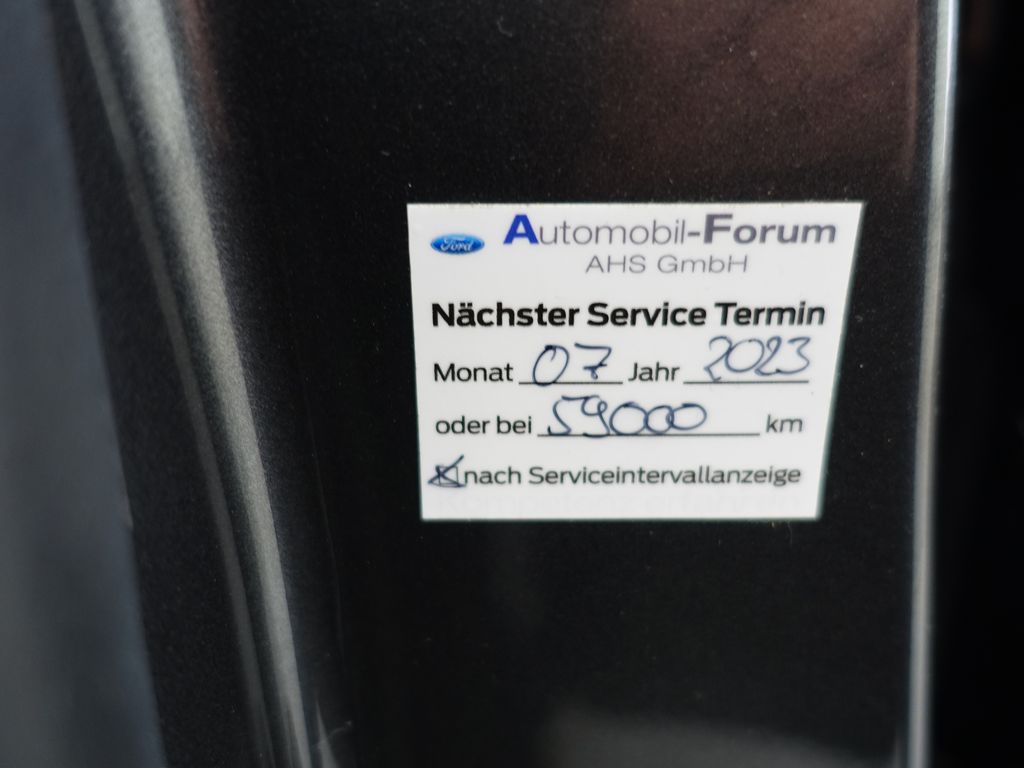 Ford Automobil-Forum
AHS GmbH
Nächster Service Termin
Monat 07 Jahr 2023
oder bei 59000 km
nach Serviceintervallanzeige